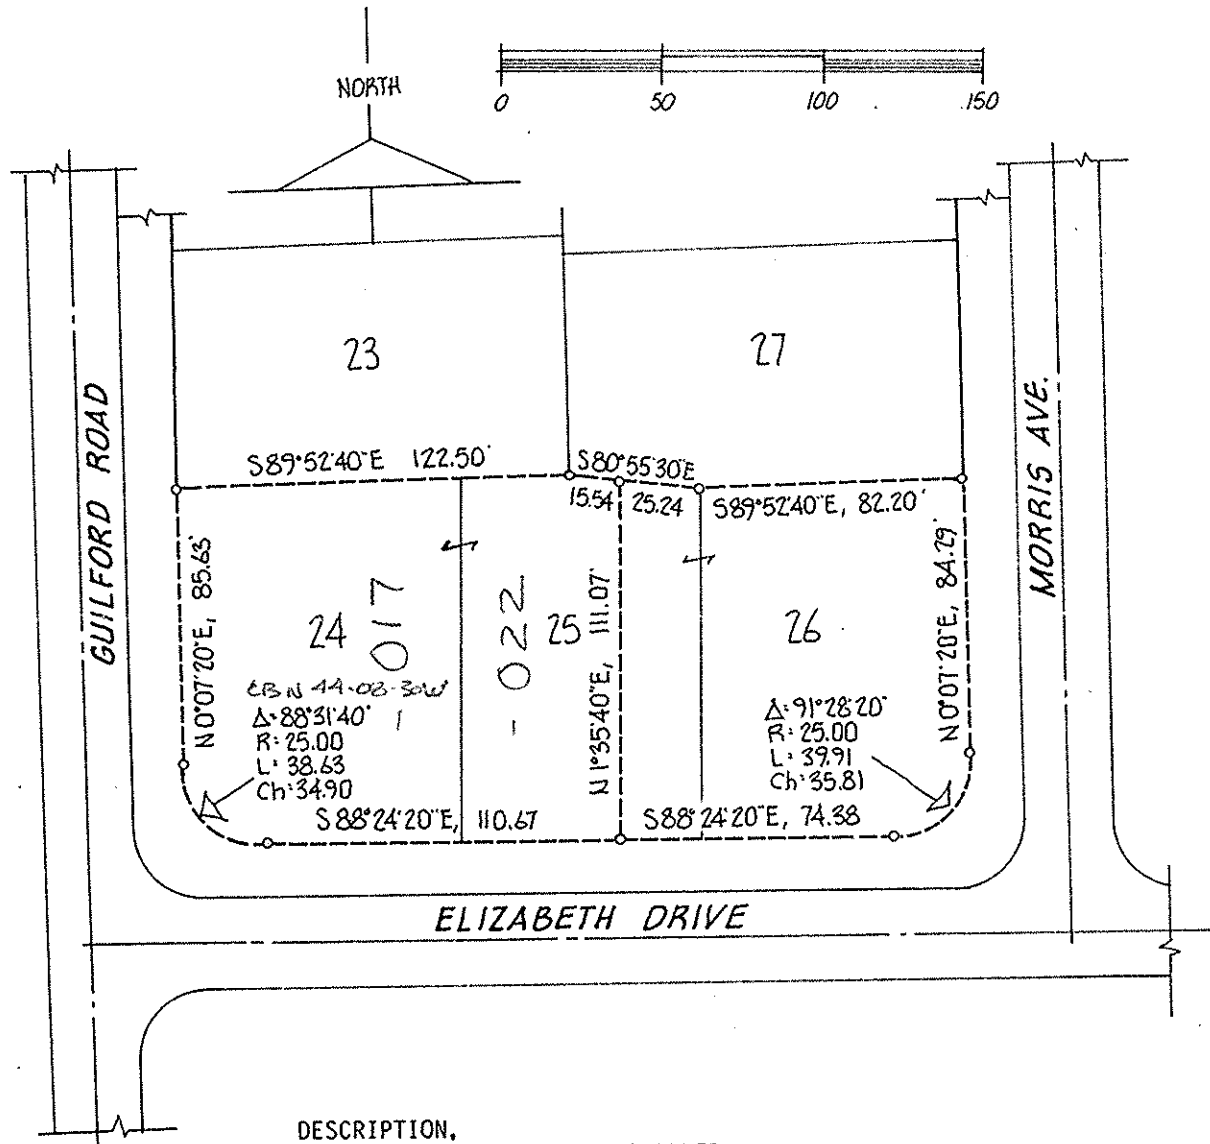 NORTH
0 50 100 150
23
27
GUILFORD ROAD
MORRIS AVE.
S89°52'40"E 122.50'
S80°55'30"E
15.54 25.24
S89°52'40"E, 82.20'
N0°07'20"E, 85.63'
24
017
-022
25
N1°35'40"E, 111.07'
26
N0°07'20"E, 84.29'
CB N 44-08-30W
Δ=88°31'40"
R=25.00
L=38.63
Ch=34.90
Δ=91°28'20"
R=25.00
L=39.91
Ch=35.81
S88°24'20"E, 110.67
S88°24'20"E, 74.38
ELIZABETH DRIVE
DESCRIPTION,